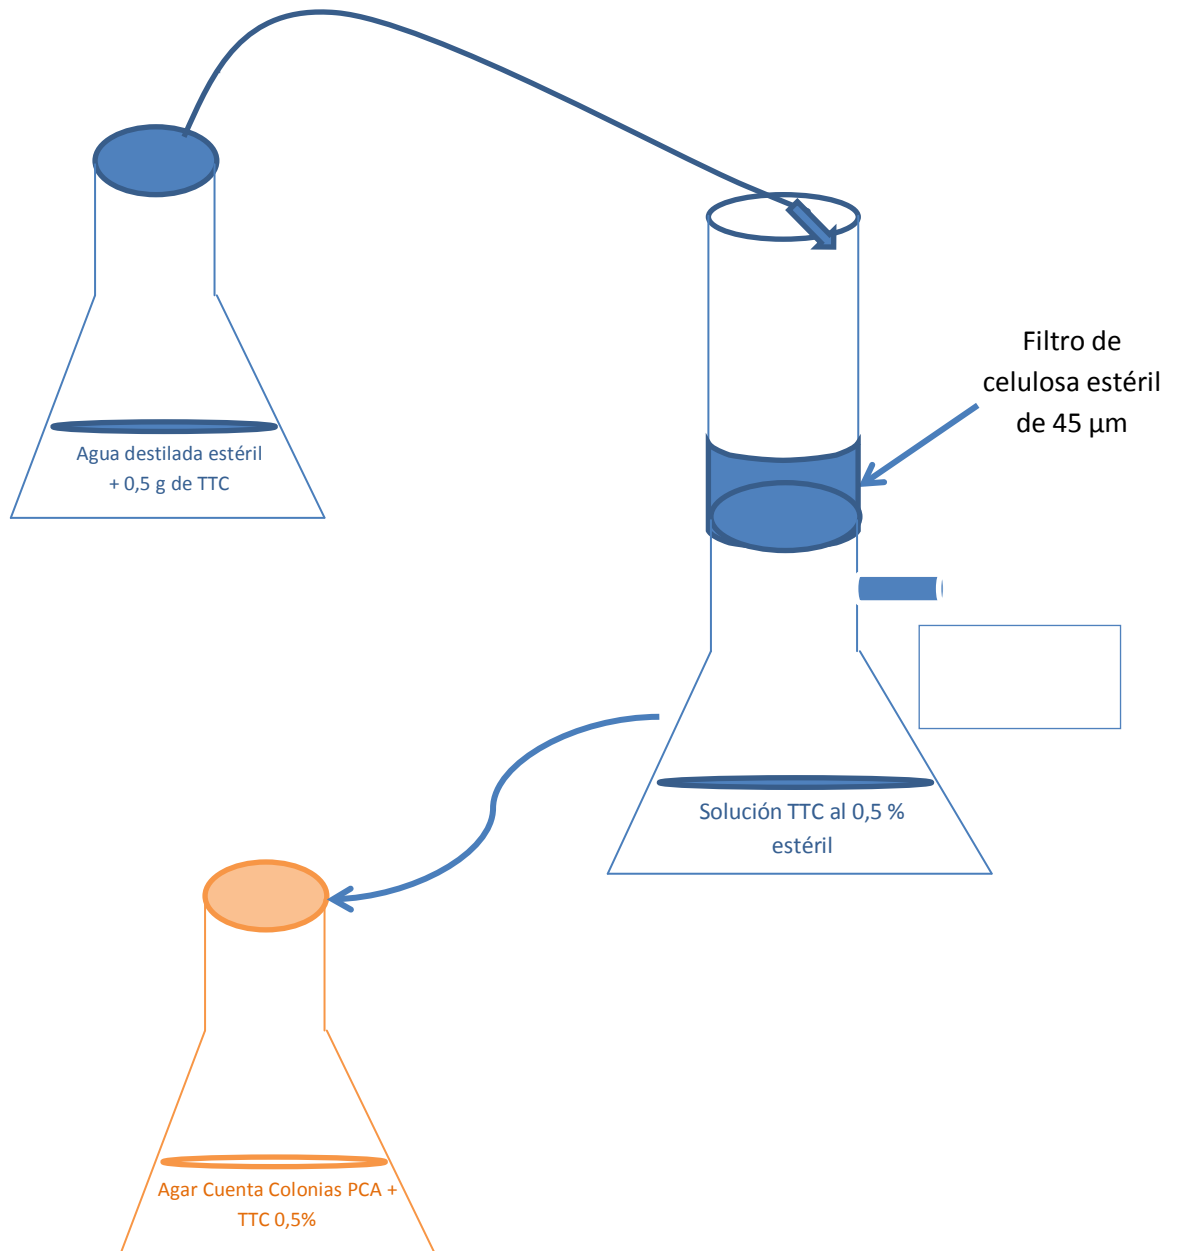 Filtro de
celulosa estéril
de 45 µm
Agua destilada estéril
+ 0,5 g de TTC
Solución TTC al 0,5 %
estéril
Agar Cuenta Colonias PCA +
TTC 0,5%